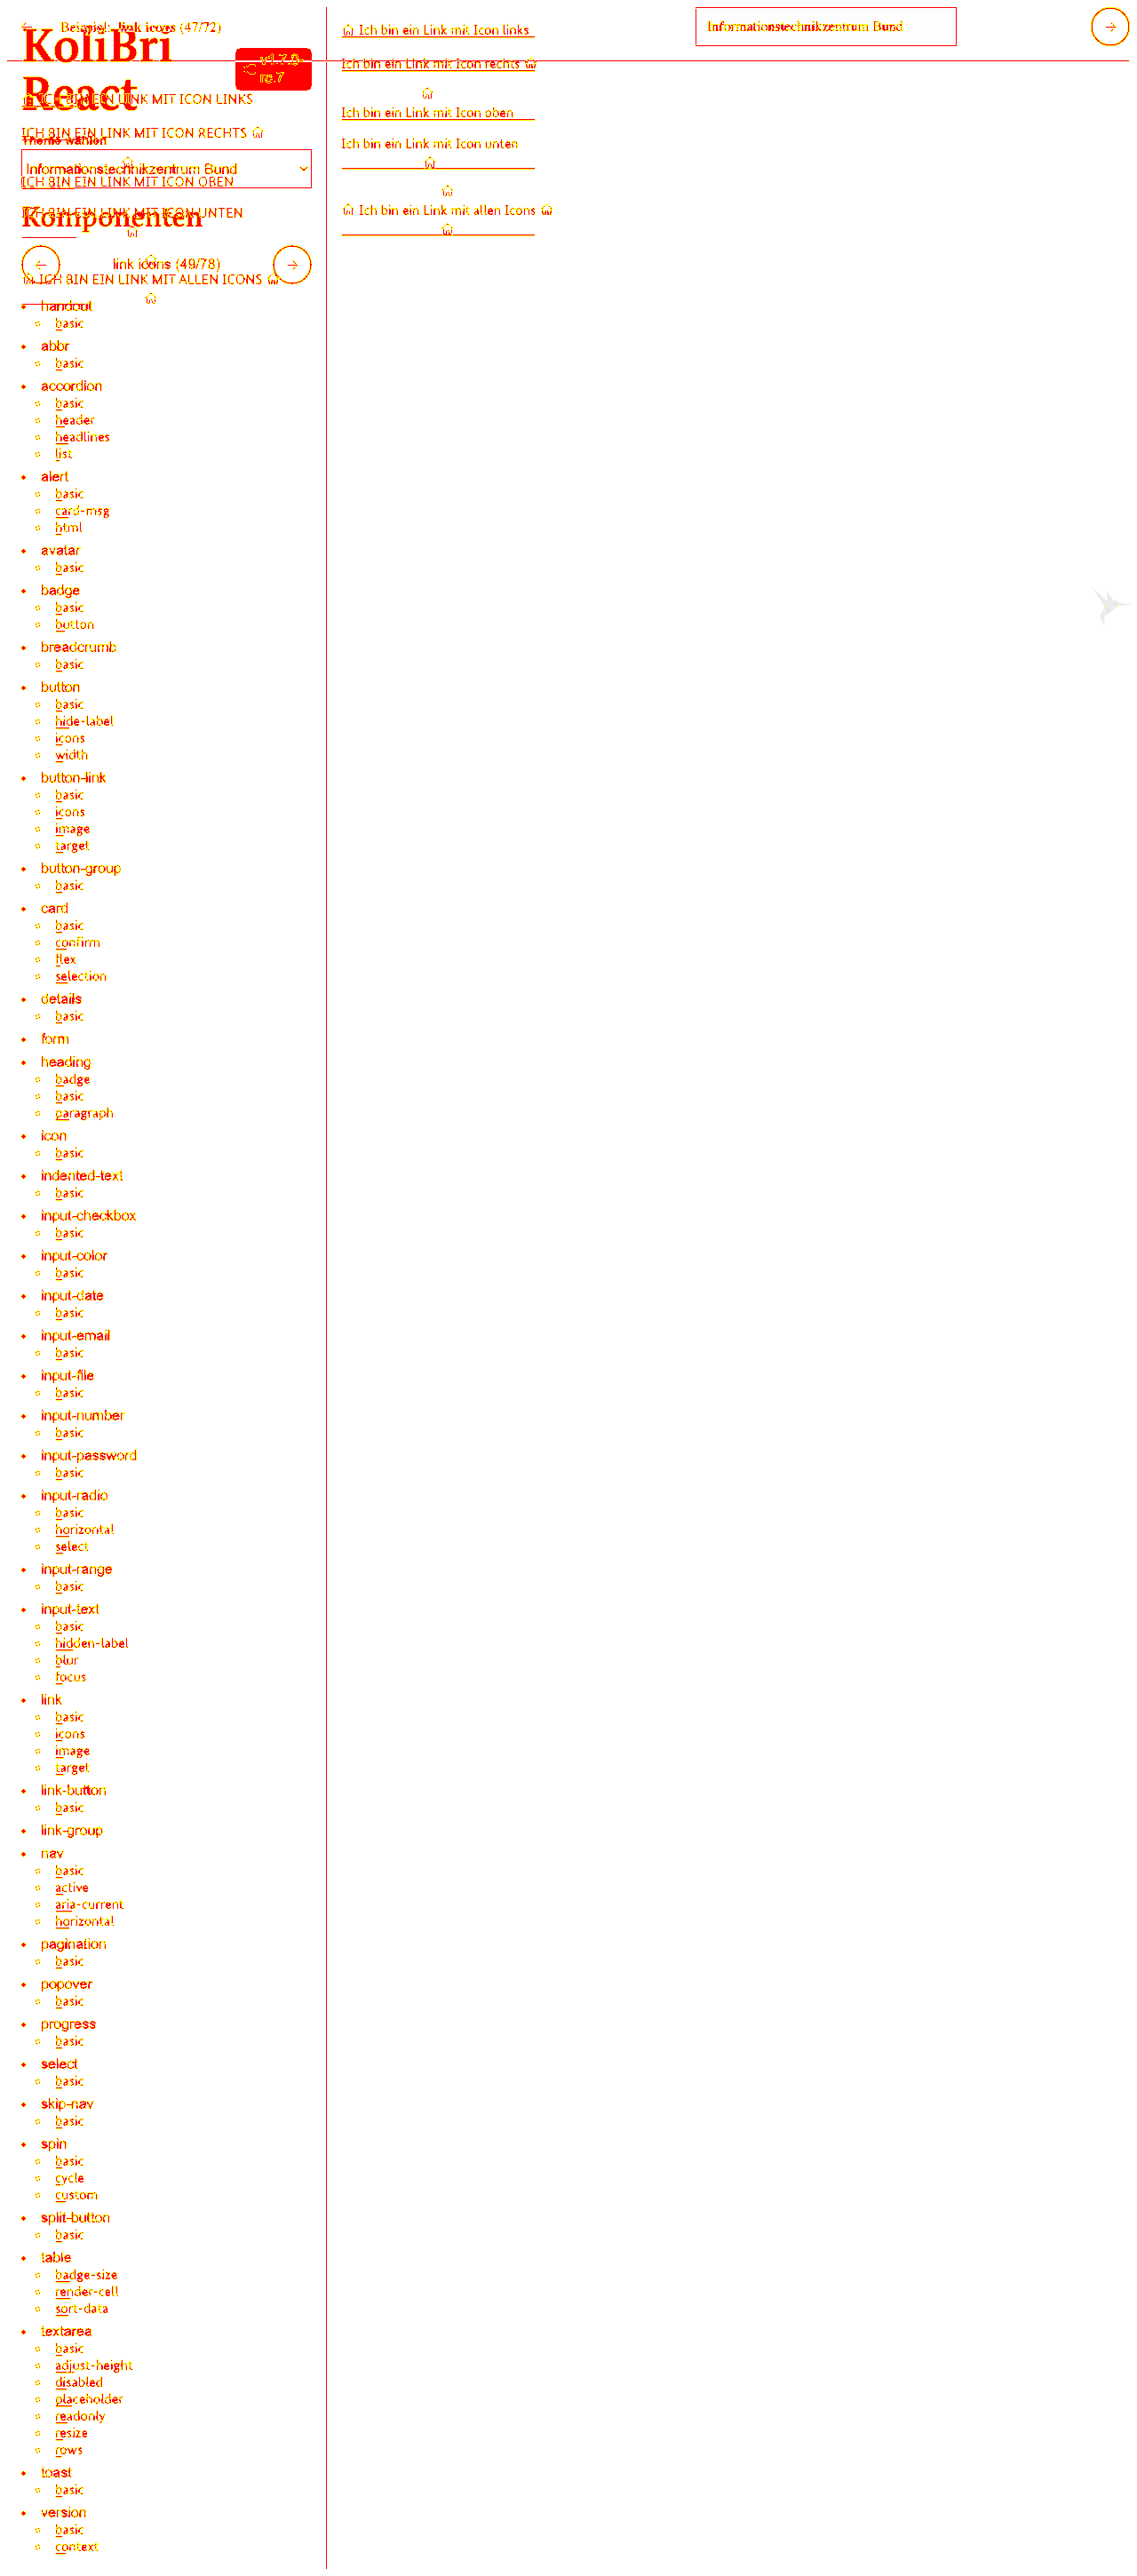 Beispiel: link icons (47/72)
KoliBri
React
v1.7.0-
rc.7
ICH BIN EIN LINK MIT ICON LINKS
ICH BIN EIN LINK MIT ICON RECHTS
Theme wählen
Informationstechnikzentrum Bund
ICH BIN EIN LINK MIT ICON OBEN
ICH BIN EIN LINK MIT ICON UNTEN
Komponenten
link icons (49/78)
ICH BIN EIN LINK MIT ALLEN ICONS
handout
basic
abbr
basic
accordion
basic
header
headlines
list
alert
basic
card-msg
html
avatar
basic
badge
basic
button
breadcrumb
basic
button
basic
hide-label
icons
width
button-link
basic
icons
image
target
button-group
basic
card
basic
confirm
flex
selection
details
basic
form
heading
badge
basic
paragraph
icon
basic
indented-text
basic
input-checkbox
basic
input-color
basic
input-date
basic
input-email
basic
input-file
basic
input-number
basic
input-password
basic
input-radio
basic
horizontal
select
input-range
basic
input-text
basic
hidden-label
blur
focus
link
basic
icons
image
target
link-button
basic
link-group
nav
basic
active
aria-current
horizontal
pagination
basic
popover
basic
progress
basic
select
basic
skip-nav
basic
spin
basic
cycle
custom
split-button
basic
table
badge-size
render-cell
sort-data
textarea
basic
adjust-height
disabled
placeholder
readonly
resize
rows
toast
basic
version
basic
context
Ich bin ein Link mit Icon links
Ich bin ein Link mit Icon rechts
Ich bin ein Link mit Icon oben
Ich bin ein Link mit Icon unten
Ich bin ein Link mit allen Icons
Informationstechnikzentrum Bund